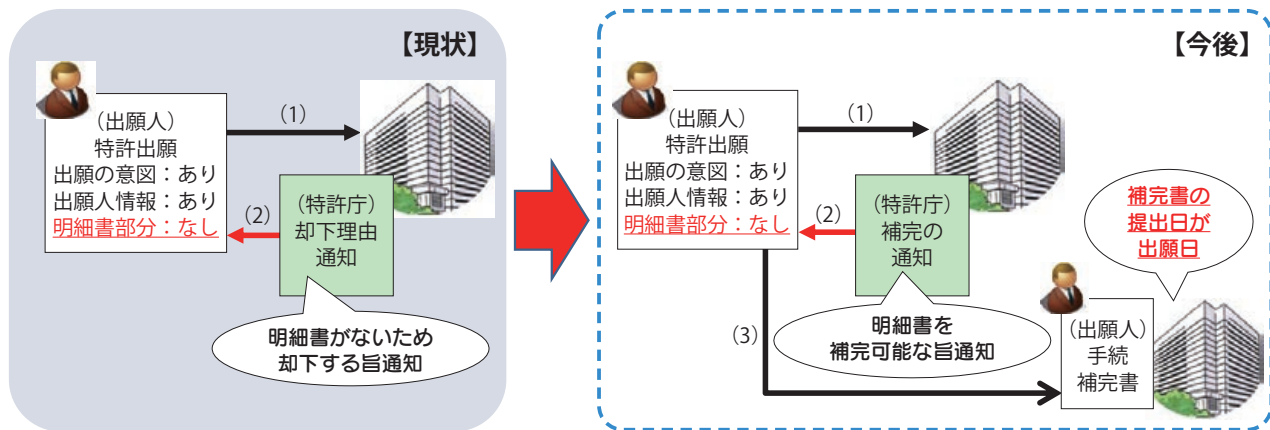 【現状】
(出願人)
特許出願
出願の意図：あり
出願人情報：あり
明細書部分：なし
(1)
(2)
(特許庁)
却下理由
通知
明細書がないため
却下する旨通知
【今後】
(出願人)
特許出願
出願の意図：あり
出願人情報：あり
明細書部分：なし
(1)
(2)
(特許庁)
補完の
通知
明細書を
補完可能な旨通知
(3)
補完書の
提出日が
出願日
(出願人)
手続
補完書